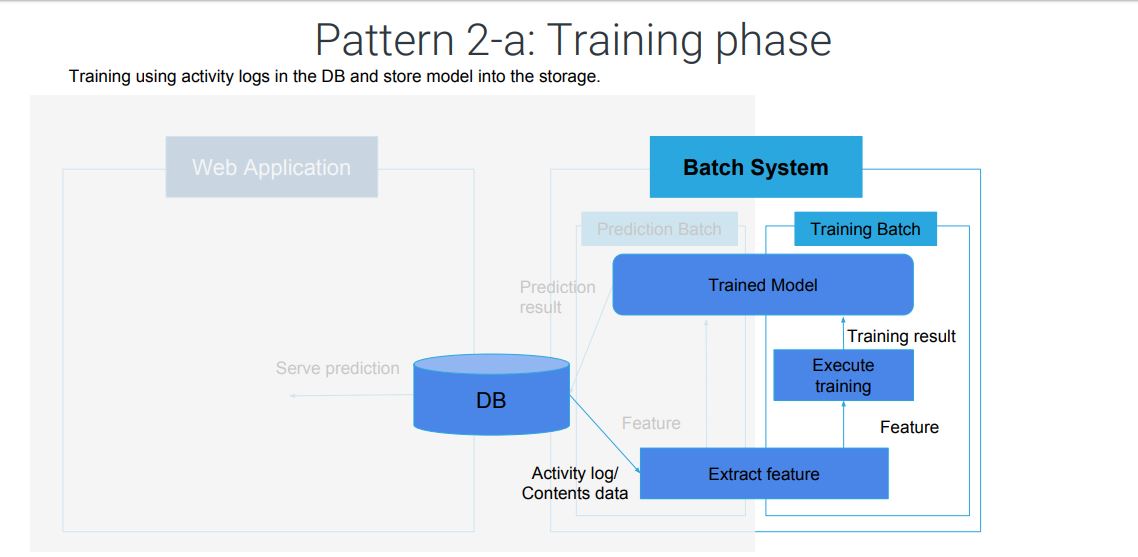 Pattern 2-a: Training phase
Training using activity logs in the DB and store model into the storage.
Web Application
Batch System
Prediction Batch
Training Batch
Trained Model
Prediction
result
Training result
Execute
training
Serve prediction
DB
Feature
Feature
Activity log/
Contents data
Extract feature